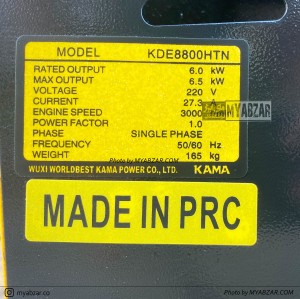 MODEL KDE8800HTN
RATED OUTPUT 6.0 kW
MAX OUTPUT 6.5 kW
VOLTAGE 220 V
CURRENT 27.3
ENGINE SPEED 3000
POWER FACTOR 1.0
PHASE SINGLE PHASE
FREQUENCY 50/60 Hz
WEIGHT 165 kg
WUXI WORLDBEST KAMA POWER CO., LTD. KAMA
MYABZAR
Photo by MYABZAR.COM
MADE IN PRC
myabzar.co
Photo by MYABZAR.COM